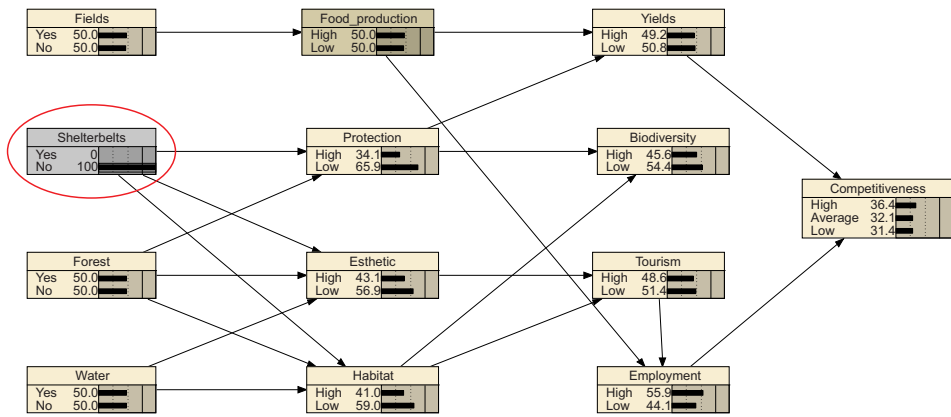 Fields
Yes 50.0
No 50.0
Food_production
High 50.0
Low 50.0
Yields
High 49.2
Low 50.8
Shelterbelts
Yes 0
No 100
Protection
High 34.1
Low 65.9
Biodiversity
High 45.6
Low 54.4
Competitiveness
High 36.4
Average 32.1
Low 31.4
Forest
Yes 50.0
No 50.0
Esthetic
High 43.1
Low 56.9
Tourism
High 48.6
Low 51.4
Water
Yes 50.0
No 50.0
Habitat
High 41.0
Low 59.0
Employment
High 55.9
Low 44.1